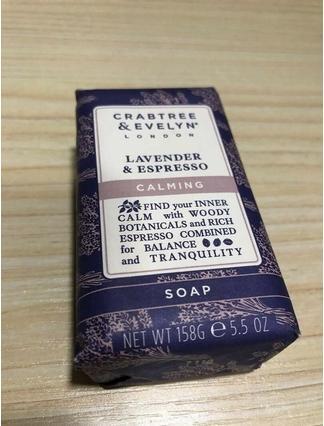 CRABTREE
& EVELYN®
LONDON
LAVENDER
& ESPRESSO
CALMING
FIND your INNER
CALM with WOODY
BOTANICALS and RICH
ESPRESSO COMBINED
for BALANCE
and TRANQUILITY
SOAP
NET WT 158G ℮ 5.5 OZ